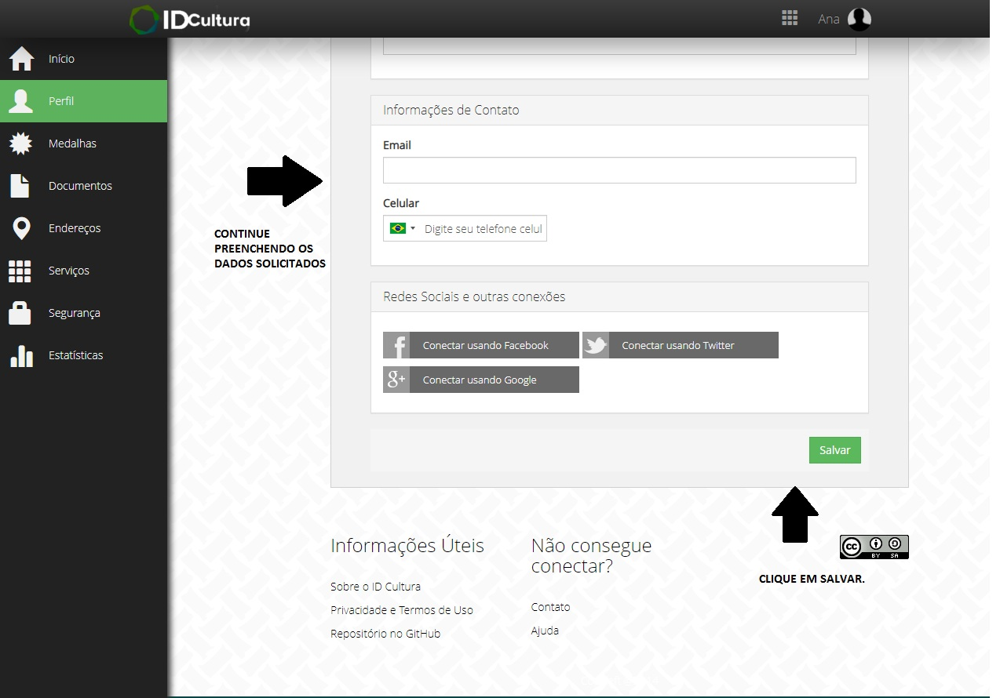 IDCultura
Ana
Início
Perfil
Medalhas
Documentos
Endereços
Serviços
Segurança
Estatísticas
Informações de Contato
Email
Celular
Digite seu telefone celul
CONTINUE
PREENCHENDO OS
DADOS SOLICITADOS
Redes Sociais e outras conexões
f Conectar usando Facebook
Conectar usando Twitter
g+ Conectar usando Google
Salvar
CLIQUE EM SALVAR.
Informações Úteis
Sobre o ID Cultura
Privacidade e Termos de Uso
Repositório no GitHub
Não consegue
conectar?
Contato
Ajuda
cc BY SA